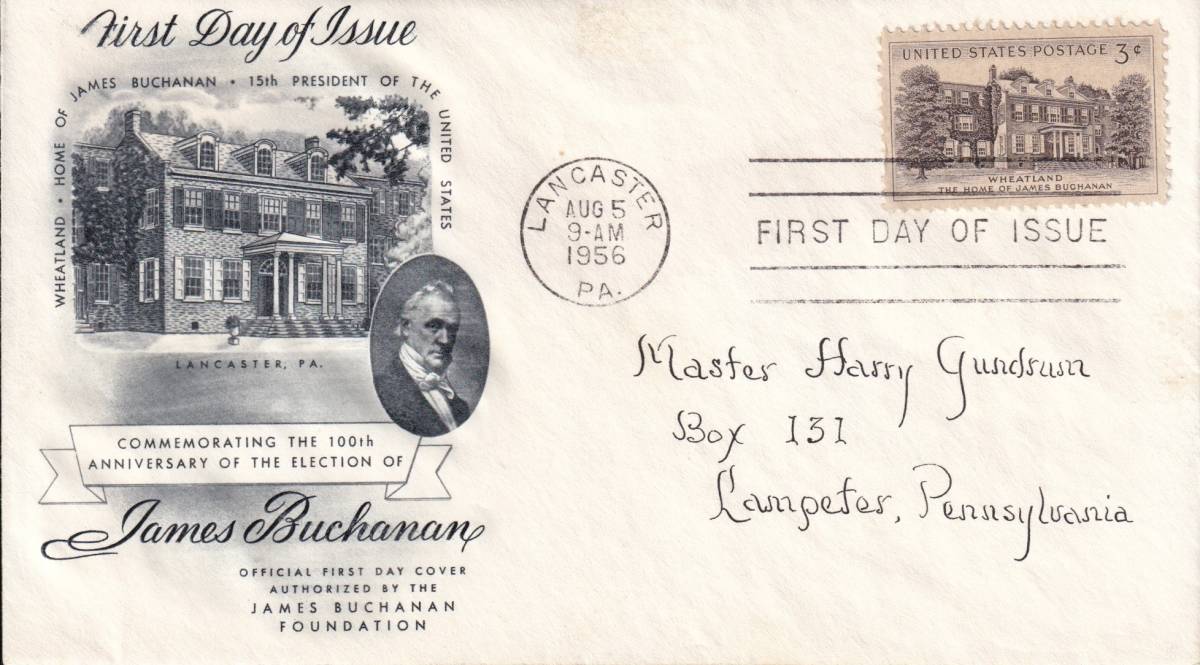 First Day of Issue
WHEATLAND • HOME OF JAMES BUCHANAN • 15th PRESIDENT OF THE UNITED STATES
LANCASTER, PA.
COMMEMORATING THE 100th
ANNIVERSARY OF THE ELECTION OF
James Buchanan
OFFICIAL FIRST DAY COVER
AUTHORIZED BY THE
JAMES BUCHANAN
FOUNDATION
LANCASTER
AUG 5
9-AM
1956
PA.
UNITED STATES POSTAGE 3¢
WHEATLAND
THE HOME OF JAMES BUCHANAN
FIRST DAY OF ISSUE
Master Harry Gundrum
Box 131
Lampeter, Pennsylvania